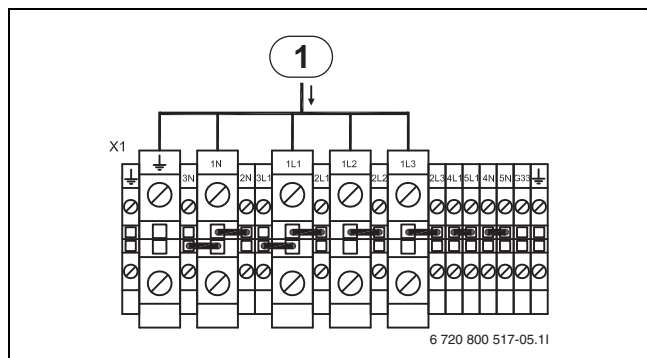 1
X1
1N 1L1 1L2 1L3
3N 2N 3L1 2L1 2L2 2L3 4L1 5L1 4N 5N G33
6 720 800 517-05.1I